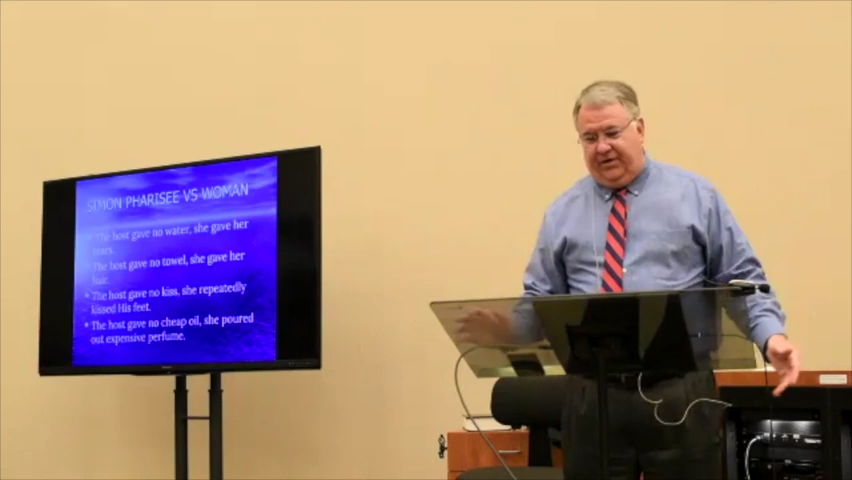 SIMON PHARISEE VS WOMAN
The host gave no water, she gave her
tears.
The host gave no towel, she gave her
hair.
• The host gave no kiss, she repeatedly
kissed His feet.
• The host gave no cheap oil, she poured
out expensive perfume.